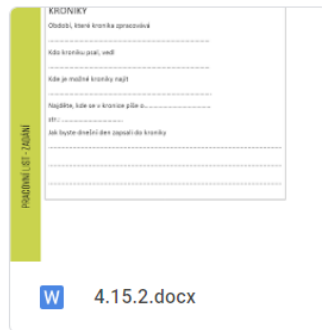 KRONIKY
Období, které kronika zpracovává
Kdo kroniku psal, vedl
Kde je možné kroniky najít
Najděte, kde se v kronice píše o....................................
str.: ................................
Jak byste dnešní den zapsali do kroniky
PRACOVNÍ LIST - ZADÁNÍ
W
4.15.2.docx